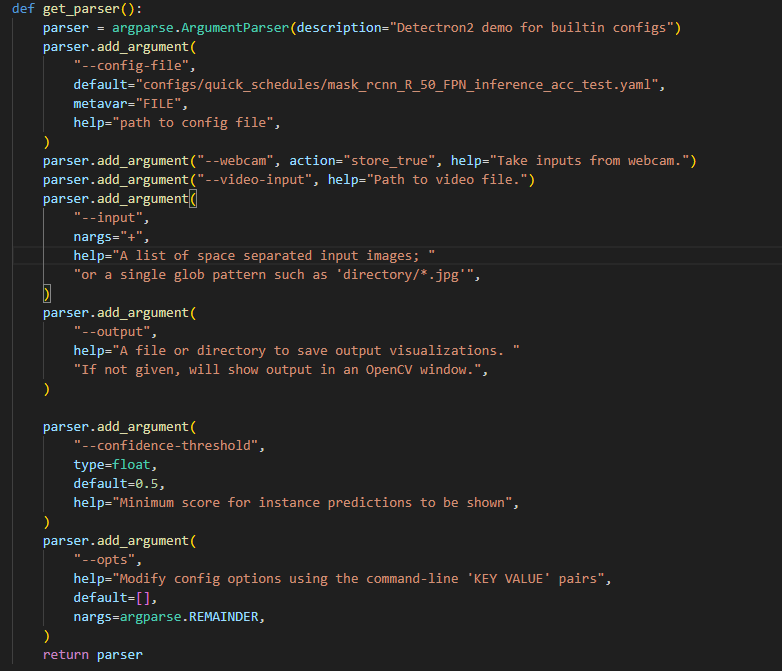 def get_parser():
    parser = argparse.ArgumentParser(description="Detectron2 demo for builtin configs")
    parser.add_argument(
        "--config-file",
        default="configs/quick_schedules/mask_rcnn_R_50_FPN_inference_acc_test.yaml",
        metavar="FILE",
        help="path to config file",
    )
    parser.add_argument("--webcam", action="store_true", help="Take inputs from webcam.")
    parser.add_argument("--video-input", help="Path to video file.")
    parser.add_argument(
        "--input",
        nargs="+",
        help="A list of space separated input images; "
        "or a single glob pattern such as 'directory/*.jpg'",
    )
    parser.add_argument(
        "--output",
        help="A file or directory to save output visualizations. "
        "If not given, will show output in an OpenCV window.",
    )

    parser.add_argument(
        "--confidence-threshold",
        type=float,
        default=0.5,
        help="Minimum score for instance predictions to be shown",
    )
    parser.add_argument(
        "--opts",
        help="Modify config options using the command-line 'KEY VALUE' pairs",
        default=[],
        nargs=argparse.REMAINDER,
    )
    return parser